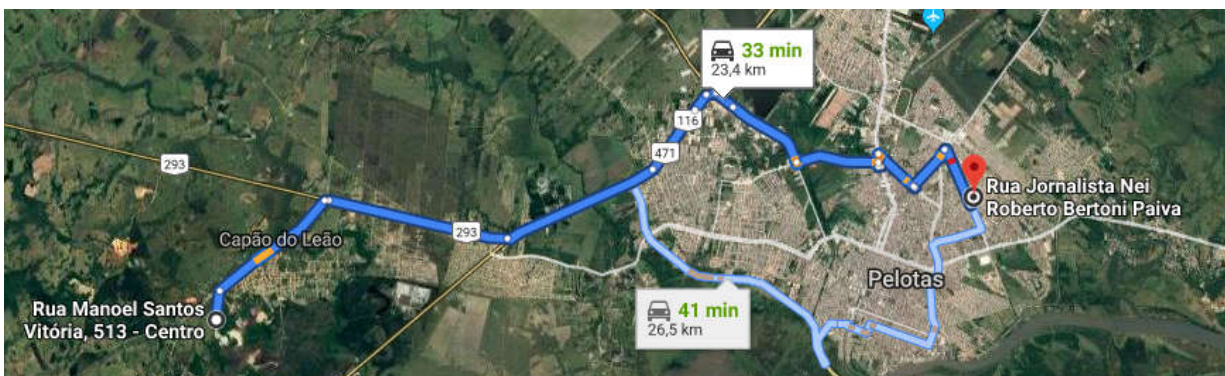 33 min
23,4 km
116
471
293
Rua Jornalista Nei
Roberto Bertoni Paiva
Capão do Leão
293
Pelotas
Rua Manoel Santos
Vitória, 513 - Centro
41 min
26,5 km